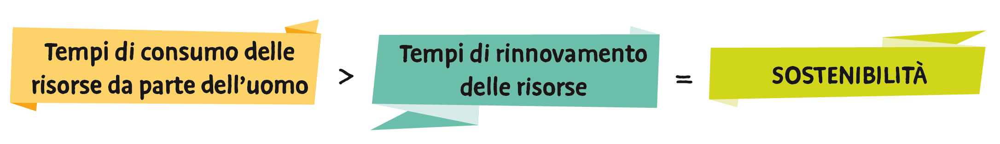 Tempi di consumo delle
risorse da parte dell'uomo
>
Tempi di rinnovamento
delle risorse
=
SOSTENIBILITÀ